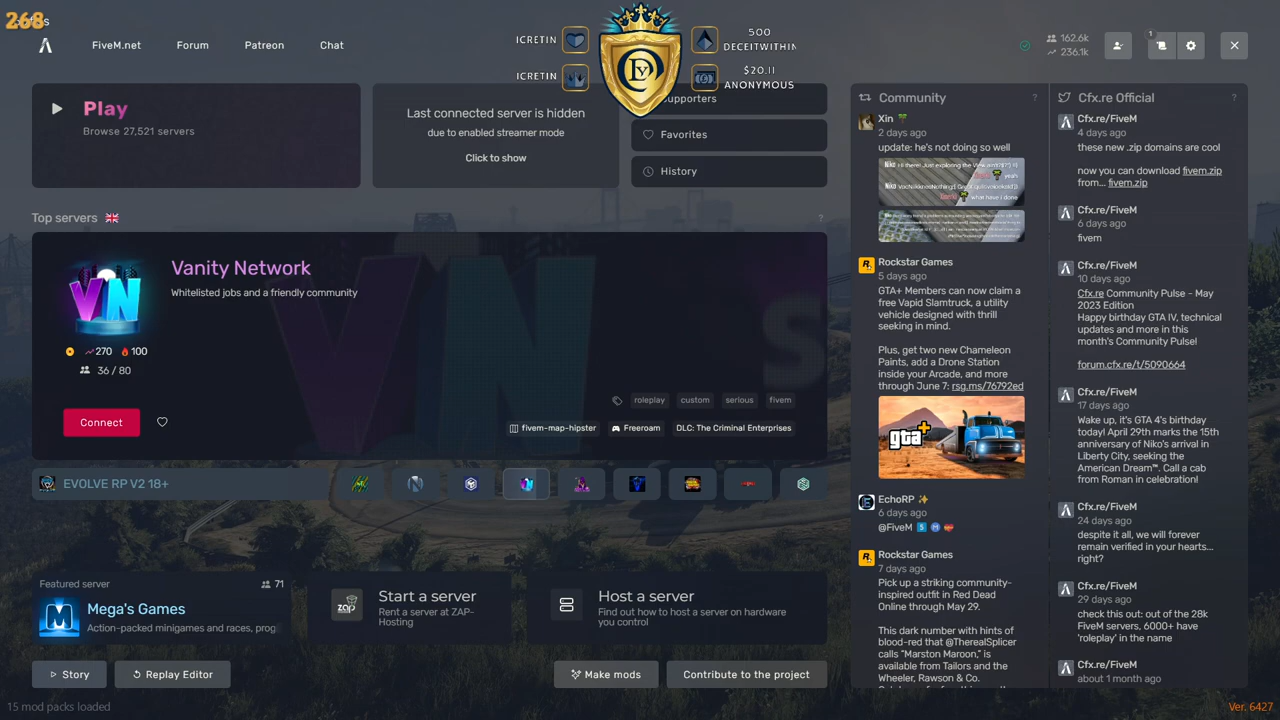 268
FiveM.net
Forum
Patreon
Chat
ICRETIN
500
DECEITWITHIN
ICRETIN
$20.11
ANONYMOUS
DY
162.6k
236.1k
1
Play
Browse 27,521 servers
Last connected server is hidden
due to enabled streamer mode
Click to show
Supporters
Favorites
History
Top servers
?
VN
Vanity Network
Whitelisted jobs and a friendly community
270
100
36 / 80
Connect
roleplay
custom
serious
fivem
fivem-map-hipster
Freeroam
DLC: The Criminal Enterprises
EVOLVE RP V2 18+
Featured server
71
Mega's Games
Action-packed minigames and races, prog
ZAP
Start a server
Rent a server at ZAP-
Hosting
Host a server
Find out how to host a server on hardware
you control
Story
Replay Editor
Make mods
Contribute to the project
15 mod packs loaded
Community
?
Xin
2 days ago
update: he's not doing so well
Rockstar Games
5 days ago
GTA+ Members can now claim a
free Vapid Slamtruck, a utility
vehicle designed with thrill
seeking in mind.
Plus, get two new Chameleon
Paints, add a Drone Station
inside your Arcade, and more
through June 7: rsg.ms/76792ed
gta+
EchoRP
6 days ago
@FiveM
Rockstar Games
7 days ago
Pick up a striking community-
inspired outfit in Red Dead
Online through May 29.
This dark number with hints of
blood-red that @TherealSplicer
calls "Marston Maroon," is
available from Tailors and the
Wheeler, Rawson & Co.
Cfx.re Official
?
Cfx.re/FiveM
4 days ago
these new .zip domains are cool
now you can download fivem.zip
from... fivem.zip
Cfx.re/FiveM
6 days ago
fivem
Cfx.re/FiveM
10 days ago
Cfx.re Community Pulse - May
2023 Edition
Happy birthday GTA IV, technical
updates and more in this
month's Community Pulse!
forum.cfx.re/t/5090664
Cfx.re/FiveM
17 days ago
Wake up, it's GTA 4's birthday
today! April 29th marks the 15th
anniversary of Niko's arrival in
Liberty City, seeking the
American Dream™. Call a cab
from Roman in celebration!
Cfx.re/FiveM
24 days ago
despite it all, we will forever
remain verified in your hearts...
right?
Cfx.re/FiveM
29 days ago
check this out: out of the 28k
FiveM servers, 6000+ have
'roleplay' in the name
Cfx.re/FiveM
about 1 month ago
Ver. 6427